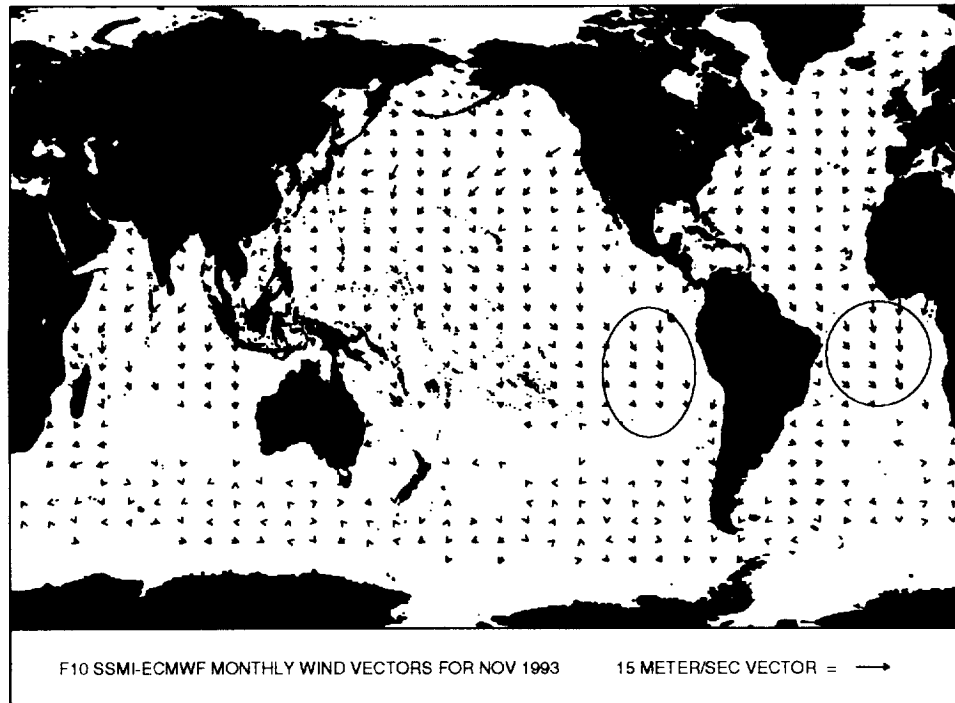 F10 SSMI-ECMWF MONTHLY WIND VECTORS FOR NOV 1993 15 METER/SEC VECTOR =